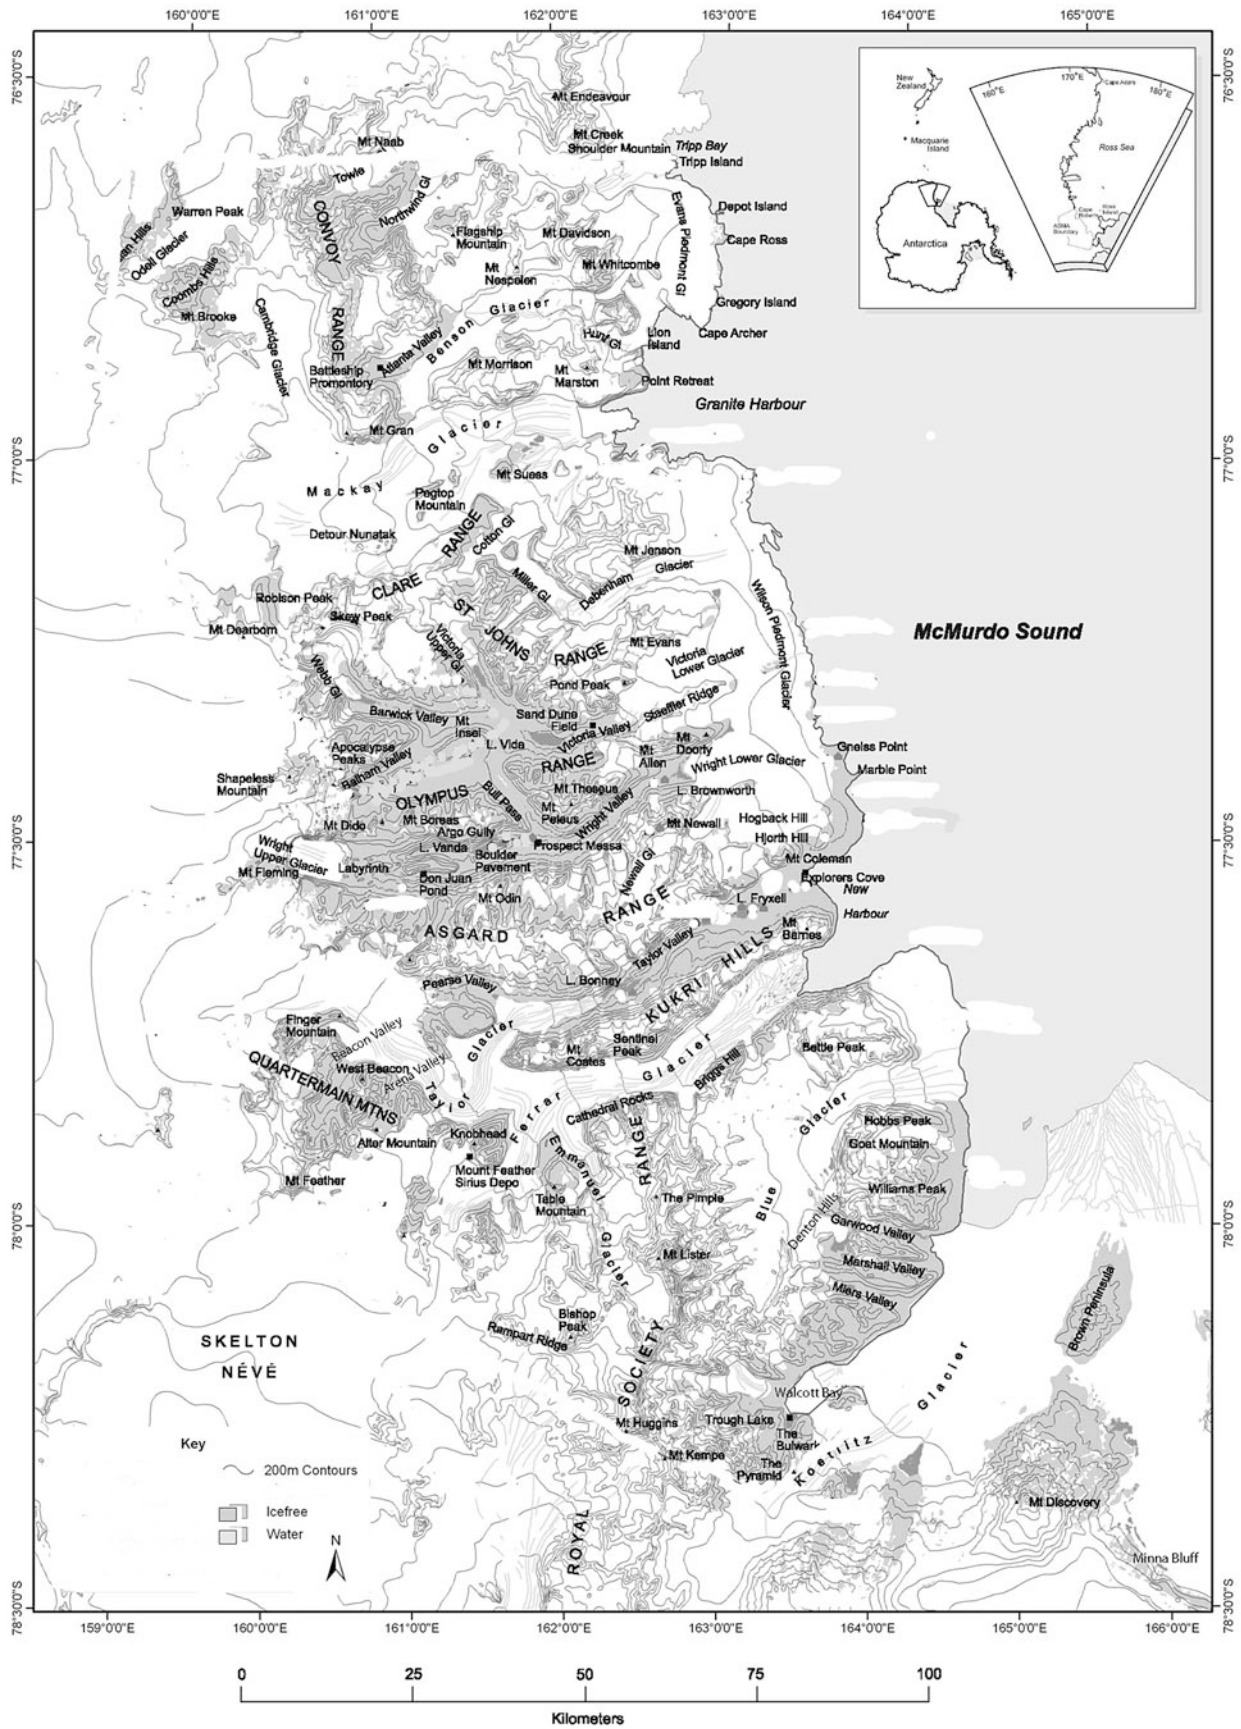 160°0'0"E
161°0'0"E
162°0'0"E
163°0'0"E
164°0'0"E
165°0'0"E
76°30'0"S
76°30'0"S
New
Zealand
Macquarie
Island
Antarctica
160°E
170°E
180°E
Cape Adare
Ross Sea
Ross
Island
ASMA
Boundary
Mt Endeavour
Mt Creek
Shoulder Mountain
Tripp Bay
Tripp Island
Mt Naab
Towle
Northwind Gl
CONVOY
RANGE
Warren Peak
Odell Glacier
Coombs Hills
Mt Brooke
Cambridge Glacier
Flagship
Mountain
Mt Davidson
Mt Whitcombe
Mt
Nespelen
Evans Piedmont Gl
Depot Island
Cape Ross
Gregory Island
Cape Archer
Lion
Island
Hunt Gl
Benson Glacier
Atlanta Valley
Battleship
Promontory
Mt Morrison
Mt
Marston
Point Retreat
Granite Harbour
Mt Gran
77°0'0"S
77°0'0"S
Mackay Glacier
Mt Suess
Pegtop
Mountain
Detour Nunatak
CLARE RANGE
Cotton Gl
Miller Gl
Mt Jenson
Debenham Glacier
Robison Peak
Skew Peak
Mt Dearborn
ST JOHNS RANGE
Victoria
Upper Gl
Mt Evans
Victoria
Lower Glacier
Wilson Piedmont Glacier
McMurdo Sound
Webb Gl
Pond Peak
Staeffler Ridge
Barwick Valley
Mt
Insel
Sand Dune
Field
Victoria Valley
L. Vida
Mt
Doorly
Mt
Allen
Apocalypse
Peaks
Balham Valley
Shapeless
Mountain
OLYMPUS RANGE
Bull Pass
Mt Theseus
Mt
Peleus
Wright Valley
Wright Lower Glacier
L. Brownworth
Gneiss Point
Marble Point
Mt Dido
Mt Boreas
Argo Gully
Mt Newall
Hogback Hill
Hjorth Hill
77°30'0"S
77°30'0"S
Wright
Upper Glacier
Mt Fleming
L. Vanda
Labyrinth
Boulder
Pavement
Prospect Messa
Don Juan
Pond
Mt Odin
Newall Gl
Mt Coleman
Explorers Cove
New
Harbour
L. Fryxell
ASGARD RANGE
Mt
Barnes
Taylor Valley
KUKRI HILLS
Pearse Valley
L. Bonney
Finger
Mountain
Beacon Valley
West Beacon
Arena Valley
QUARTERMAIN MTNS
Taylor Glacier
Mt
Coates
Sentinel
Peak
Ferrar Glacier
Briggs Hill
Bettle Peak
Cathedral Rocks
Alter Mountain
Knobhead
Mount Feather
Sirius Depo
Mt Feather
Emmanuel Glacier
Table
Mountain
The Pimple
Mt Lister
Blue Glacier
Hobbs Peak
Goat Mountain
Williams Peak
Denton Hills
Garwood Valley
Marshall Valley
Miers Valley
78°0'0"S
78°0'0"S
Bishop
Peak
Rampart Ridge
Brown Peninsula
SKELTON
NÉVÉ
ROYAL SOCIETY RANGE
Walcott Bay
Koettlitz Glacier
Mt Huggins
Trough Lake
The
Bulwark
Mt Kempe
The
Pyramid
Mt Discovery
Minna Bluff
Key
200m Contours
Icefree
Water
N
78°30'0"S
78°30'0"S
159°0'0"E
160°0'0"E
161°0'0"E
162°0'0"E
163°0'0"E
164°0'0"E
165°0'0"E
166°0'0"E
0
25
50
75
100
Kilometers